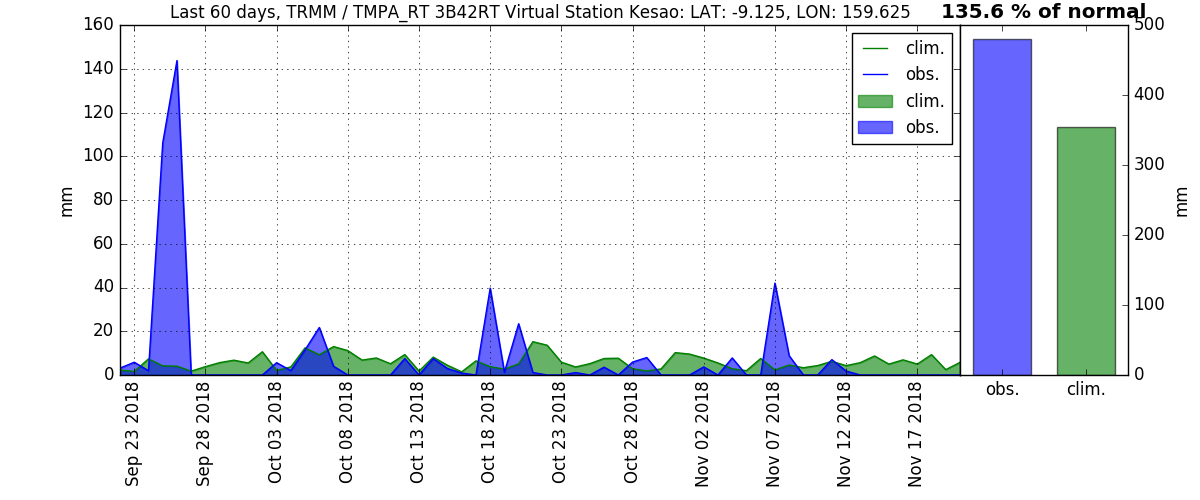 Last 60 days, TRMM / TMPA_RT 3B42RT Virtual Station Kesao: LAT: -9.125, LON: 159.625
135.6 % of normal
160
140
120
100
80
60
40
20
0
mm
clim.
obs.
clim.
obs.
Sep 23 2018
Sep 28 2018
Oct 03 2018
Oct 08 2018
Oct 13 2018
Oct 18 2018
Oct 23 2018
Oct 28 2018
Nov 02 2018
Nov 07 2018
Nov 12 2018
Nov 17 2018
500
400
300
200
100
0
mm
obs.
clim.